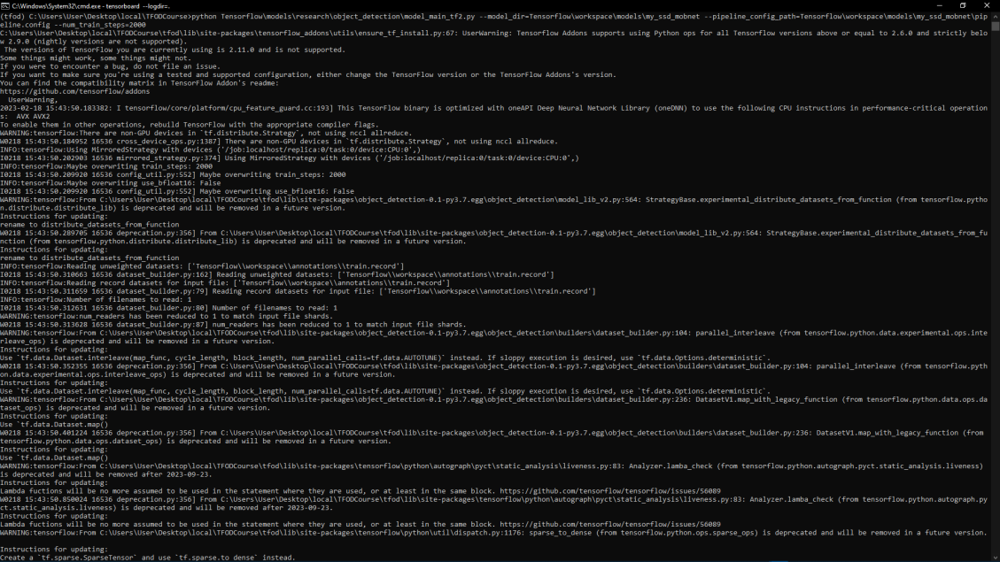 C:\Windows\System32\cmd.exe - tensorboard --logdir=.
(tfod) C:\Users\User\Desktop\local\TFODCourse>python Tensorflow\models\research\object_detection\model_main_tf2.py --model_dir=Tensorflow\workspace\models\my_ssd_mobnet --pipeline_config_path=Tensorflow\workspace\models\my_ssd_mobnet\pip
eline.config --num_train_steps=2000
C:\Users\User\Desktop\local\TFODCourse\tfod\lib\site-packages\tensorflow_addons\utils\ensure_tf_install.py:67: UserWarning: Tensorflow Addons supports using Python ops for all Tensorflow versions above or equal to 2.6.0 and strictly belo
w 2.9.0 (nightly versions are not supported).
 The versions of TensorFlow you are currently using is 2.11.0 and is not supported.
Some things might work, some things might not.
If you were to encounter a bug, do not file an issue.
If you want to make sure you're using a tested and supported configuration, either change the TensorFlow version or the TensorFlow Addons's version.
You can find the compatibility matrix in TensorFlow Addon's readme:
https://github.com/tensorflow/addons
  UserWarning,
2023-02-18 15:43:50.183382: I tensorflow/core/platform/cpu_feature_guard.cc:193] This TensorFlow binary is optimized with oneAPI Deep Neural Network Library (oneDNN) to use the following CPU instructions in performance-critical operation
s:  AVX AVX2
To enable them in other operations, rebuild TensorFlow with the appropriate compiler flags.
WARNING:tensorflow:There are non-GPU devices in `tf.distribute.Strategy`, not using nccl allreduce.
W0218 15:43:50.184952 16536 cross_device_ops.py:1387] There are non-GPU devices in `tf.distribute.Strategy`, not using nccl allreduce.
INFO:tensorflow:Using MirroredStrategy with devices ('/job:localhost/replica:0/task:0/device:CPU:0',)
I0218 15:43:50.202903 16536 mirrored_strategy.py:374] Using MirroredStrategy with devices ('/job:localhost/replica:0/task:0/device:CPU:0',)
INFO:tensorflow:Maybe overwriting train_steps: 2000
I0218 15:43:50.209920 16536 config_util.py:552] Maybe overwriting train_steps: 2000
INFO:tensorflow:Maybe overwriting use_bfloat16: False
I0218 15:43:50.209920 16536 config_util.py:552] Maybe overwriting use_bfloat16: False
WARNING:tensorflow:From C:\Users\User\Desktop\local\TFODCourse\tfod\lib\site-packages\object_detection-0.1-py3.7.egg\object_detection\model_lib_v2.py:564: StrategyBase.experimental_distribute_datasets_from_function (from tensorflow.pytho
n.distribute.distribute_lib) is deprecated and will be removed in a future version.
Instructions for updating:
rename to distribute_datasets_from_function
W0218 15:43:50.289705 16536 deprecation.py:356] From C:\Users\User\Desktop\local\TFODCourse\tfod\lib\site-packages\object_detection-0.1-py3.7.egg\object_detection\model_lib_v2.py:564: StrategyBase.experimental_distribute_datasets_from_fu
nction (from tensorflow.python.distribute.distribute_lib) is deprecated and will be removed in a future version.
Instructions for updating:
rename to distribute_datasets_from_function
INFO:tensorflow:Reading unweighted datasets: ['Tensorflow\\workspace\\annotations\\train.record']
I0218 15:43:50.310663 16536 dataset_builder.py:162] Reading unweighted datasets: ['Tensorflow\\workspace\\annotations\\train.record']
INFO:tensorflow:Reading record datasets for input file: ['Tensorflow\\workspace\\annotations\\train.record']
I0218 15:43:50.311659 16536 dataset_builder.py:79] Reading record datasets for input file: ['Tensorflow\\workspace\\annotations\\train.record']
INFO:tensorflow:Number of filenames to read: 1
I0218 15:43:50.312631 16536 dataset_builder.py:80] Number of filenames to read: 1
WARNING:tensorflow:num_readers has been reduced to 1 to match input file shards.
W0218 15:43:50.313628 16536 dataset_builder.py:87] num_readers has been reduced to 1 to match input file shards.
WARNING:tensorflow:From C:\Users\User\Desktop\local\TFODCourse\tfod\lib\site-packages\object_detection-0.1-py3.7.egg\object_detection\builders\dataset_builder.py:104: parallel_interleave (from tensorflow.python.data.experimental.ops.inte
rleave_ops) is deprecated and will be removed in a future version.
Instructions for updating:
Use `tf.data.Dataset.interleave(map_func, cycle_length, block_length, num_parallel_calls=tf.data.AUTOTUNE)` instead. If sloppy execution is desired, use `tf.data.Options.deterministic`.
W0218 15:43:50.352355 16536 deprecation.py:356] From C:\Users\User\Desktop\local\TFODCourse\tfod\lib\site-packages\object_detection-0.1-py3.7.egg\object_detection\builders\dataset_builder.py:104: parallel_interleave (from tensorflow.pyth
on.data.experimental.ops.interleave_ops) is deprecated and will be removed in a future version.
Instructions for updating:
Use `tf.data.Dataset.interleave(map_func, cycle_length, block_length, num_parallel_calls=tf.data.AUTOTUNE)` instead. If sloppy execution is desired, use `tf.data.Options.deterministic`.
WARNING:tensorflow:From C:\Users\User\Desktop\local\TFODCourse\tfod\lib\site-packages\object_detection-0.1-py3.7.egg\object_detection\builders\dataset_builder.py:236: DatasetV1.map_with_legacy_function (from tensorflow.python.data.ops.da
taset_ops) is deprecated and will be removed in a future version.
Instructions for updating:
Use `tf.data.Dataset.map()
W0218 15:43:50.401224 16536 deprecation.py:356] From C:\Users\User\Desktop\local\TFODCourse\tfod\lib\site-packages\object_detection-0.1-py3.7.egg\object_detection\builders\dataset_builder.py:236: DatasetV1.map_with_legacy_function (from
tensorflow.python.data.ops.dataset_ops) is deprecated and will be removed in a future version.
Instructions for updating:
Use `tf.data.Dataset.map()
WARNING:tensorflow:From C:\Users\User\Desktop\local\TFODCourse\tfod\lib\site-packages\tensorflow\python\autograph\pyct\static_analysis\liveness.py:83: Analyzer.lamba_check (from tensorflow.python.autograph.pyct.static_analysis.liveness)
is deprecated and will be removed after 2023-09-23.
Instructions for updating:
Lambda fuctions will be no more assumed to be used in the statement where they are used, or at least in the same block. https://github.com/tensorflow/tensorflow/issues/56089
W0218 15:43:50.850024 16536 deprecation.py:356] From C:\Users\User\Desktop\local\TFODCourse\tfod\lib\site-packages\tensorflow\python\autograph\pyct\static_analysis\liveness.py:83: Analyzer.lamba_check (from tensorflow.python.autograph.py
ct.static_analysis.liveness) is deprecated and will be removed after 2023-09-23.
Instructions for updating:
Lambda fuctions will be no more assumed to be used in the statement where they are used, or at least in the same block. https://github.com/tensorflow/tensorflow/issues/56089
WARNING:tensorflow:From C:\Users\User\Desktop\local\TFODCourse\tfod\lib\site-packages\tensorflow\python\util\dispatch.py:1176: sparse_to_dense (from tensorflow.python.ops.sparse_ops) is deprecated and will be removed in a future version.
Instructions for updating:
Create a `tf.sparse.SparseTensor` and use `tf.sparse.to_dense` instead.